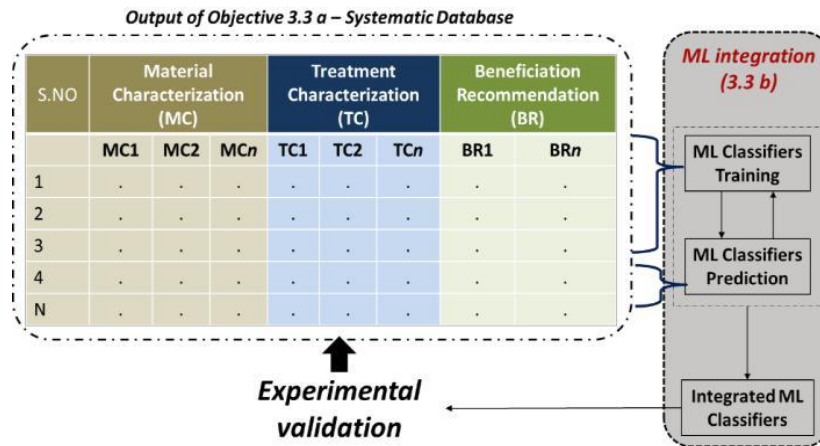 Output of Objective 3.3 a – Systematic Database
S.NO
Material
Characterization
(MC)
Treatment
Characterization
(TC)
Beneficiation
Recommendation
(BR)
MC1 MC2 MCn TC1 TC2 TCn BR1 BRn
1 . . . . . . . .
2 . . . . . . . .
3 . . . . . . . .
4 . . . . . . . .
N . . . . . . . .
ML integration
(3.3 b)
ML Classifiers
Training
ML Classifiers
Prediction
Integrated ML
Classifiers
Experimental
validation